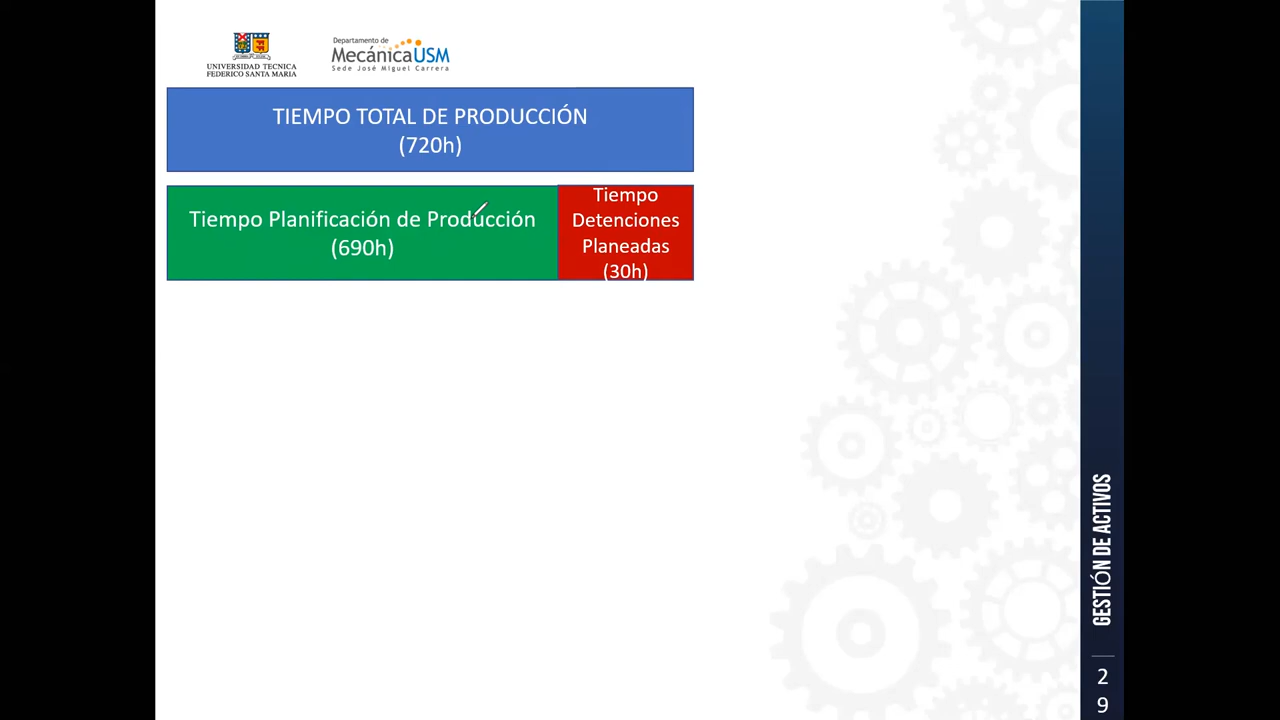 UNIVERSIDAD TECNICA
FEDERICO SANTA MARIA
Departamento de
MecánicaUSM
Sede José Miguel Carrera
TIEMPO TOTAL DE PRODUCCIÓN
(720h)
Tiempo Planificación de Producción
(690h)
Tiempo
Detenciones
Planeadas
(30h)
GESTIÓN DE ACTIVOS
2
9